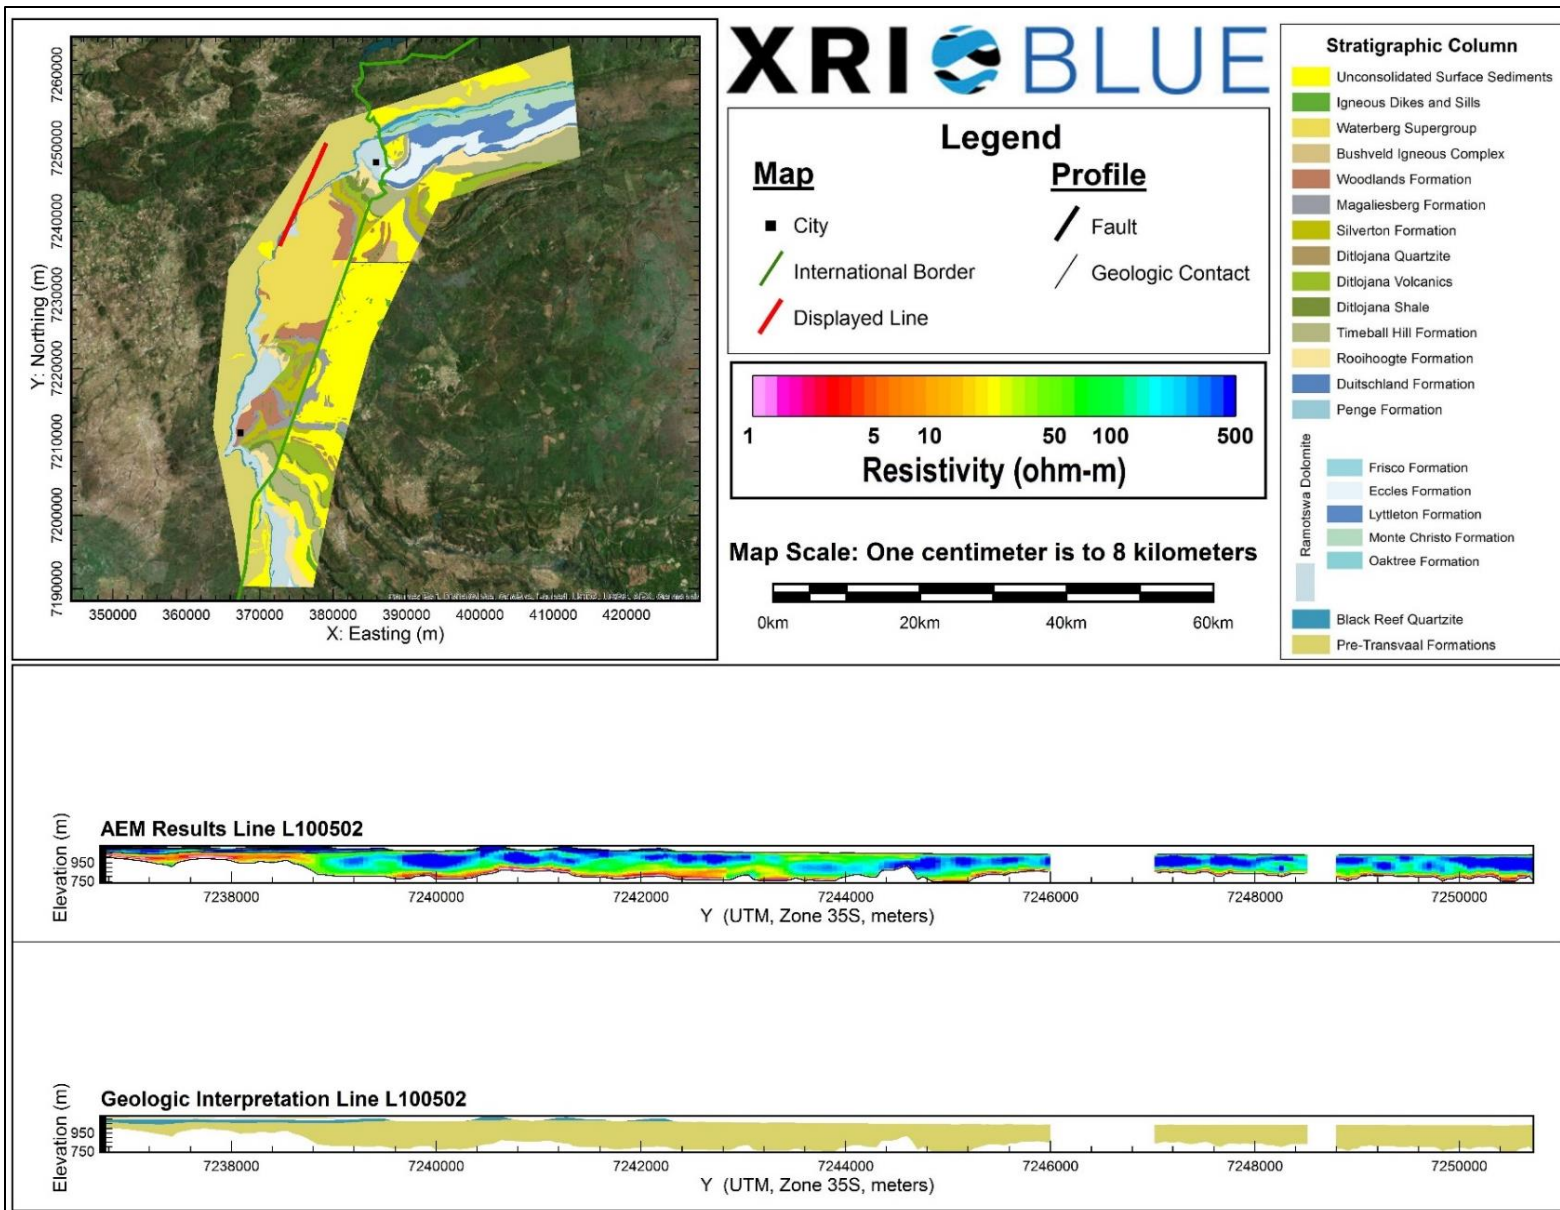 XRI BLUE
Y: Northing (m)
7260000
7250000
7240000
7230000
7220000
7210000
7200000
7190000
350000 360000 370000 380000 390000 400000 410000 420000
X: Easting (m)
Legend
Map
City
International Border
Displayed Line
Profile
Fault
Geologic Contact
1 5 10 50 100 500
Resistivity (ohm-m)
Map Scale: One centimeter is to 8 kilometers
0km 20km 40km 60km
Stratigraphic Column
Unconsolidated Surface Sediments
Igneous Dikes and Sills
Waterberg Supergroup
Bushveld Igneous Complex
Woodlands Formation
Magaliesberg Formation
Silverton Formation
Ditlojana Quartzite
Ditlojana Volcanics
Ditlojana Shale
Timeball Hill Formation
Rooihoogte Formation
Duitschland Formation
Penge Formation
Ramotswa Dolomite
Frisco Formation
Eccles Formation
Lyttleton Formation
Monte Christo Formation
Oaktree Formation
Black Reef Quartzite
Pre-Transvaal Formations
AEM Results Line L100502
Elevation (m)
950
750
7238000 7240000 7242000 7244000 7246000 7248000 7250000
Y (UTM, Zone 35S, meters)
Geologic Interpretation Line L100502
Elevation (m)
950
750
7238000 7240000 7242000 7244000 7246000 7248000 7250000
Y (UTM, Zone 35S, meters)